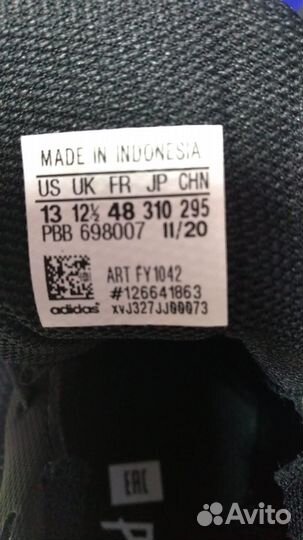 MADE IN INDONESIA
US UK FR JP CHN
13 12½ 48 310 295
PBB 698007 11/20
ART FY1042
#126641863
adidas xvJ327JJ00073
EAC
Avito